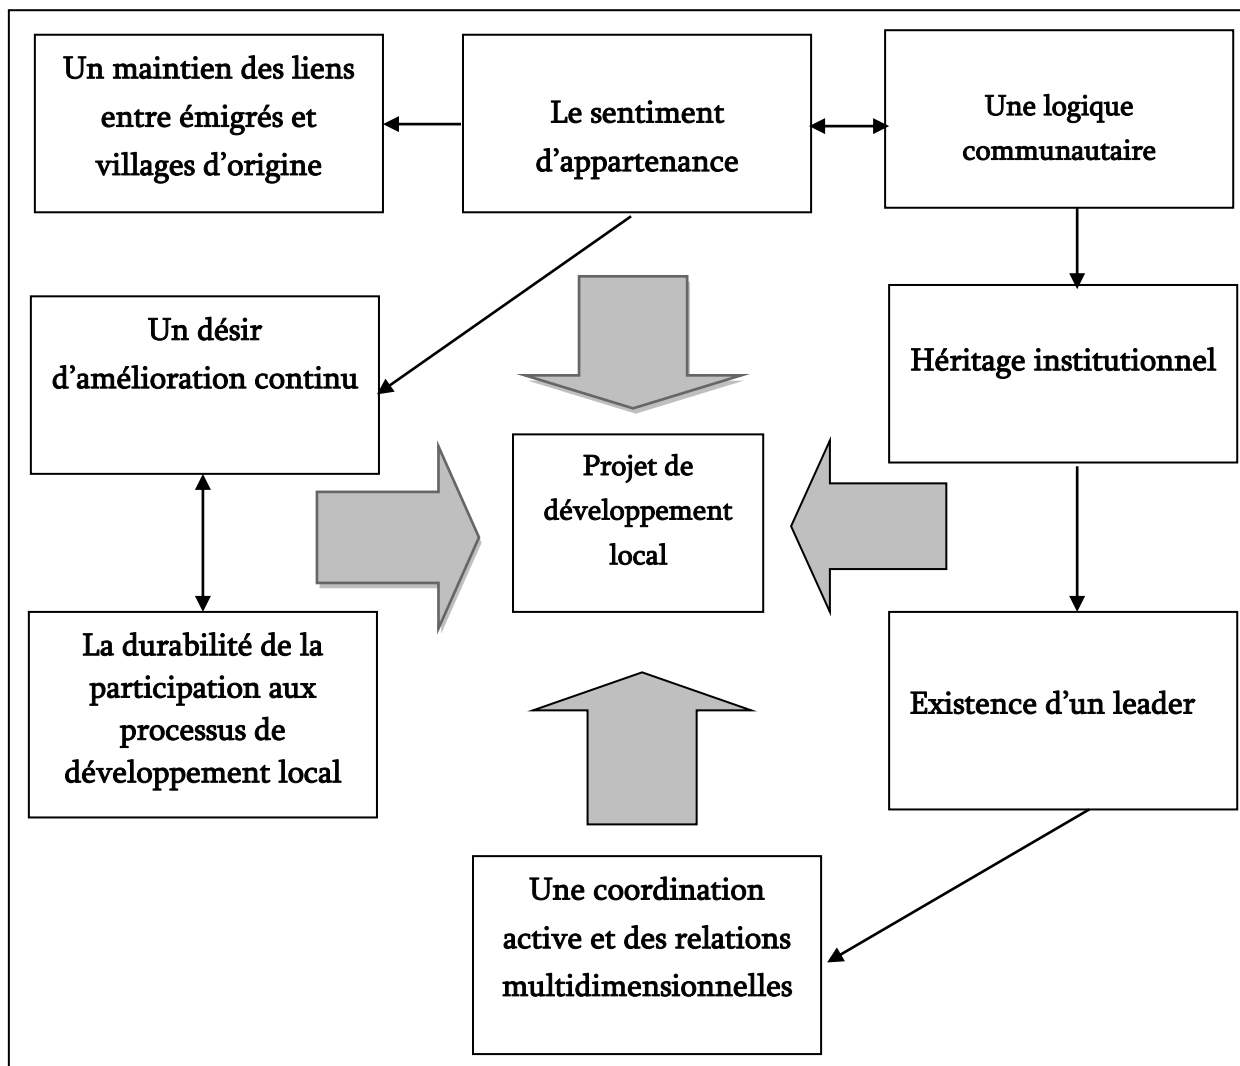 Un maintien des liens
entre émigrés et
villages d'origine
Le sentiment
d'appartenance
Une logique
communautaire
Un désir
d'amélioration continu
Héritage institutionnel
Projet de
développement
local
La durabilité de la
participation aux
processus de
développement local
Existence d'un leader
Une coordination
active et des relations
multidimensionnelles